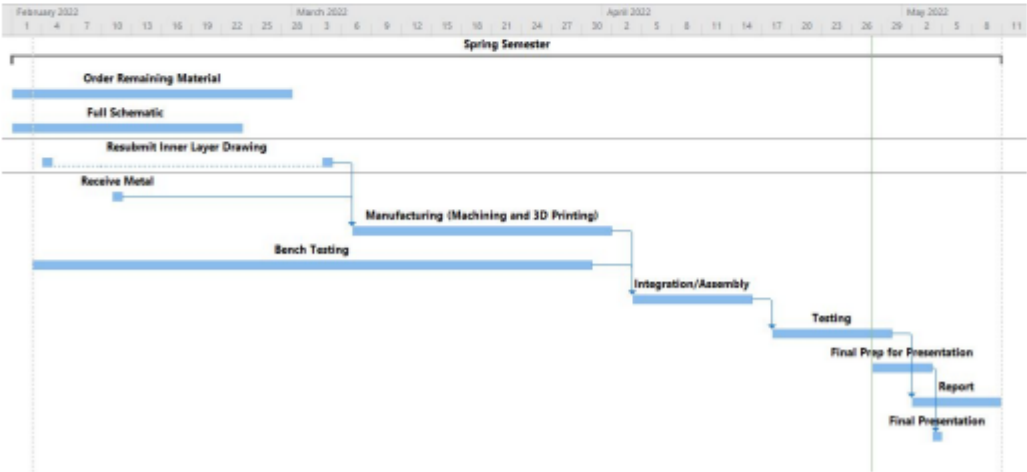 February 2022 March 2022 April 2022 May 2022
1 4 7 10 13 16 19 22 25 28 3 6 9 12 15 18 21 24 27 30 2 5 8 11 14 17 20 23 26 29 2 5 8 11
Spring Semester
Order Remaining Material
Full Schematic
Resubmit Inner Layer Drawing
Receive Metal
Manufacturing (Machining and 3D Printing)
Bench Testing
Integration/Assembly
Testing
Final Prep for Presentation
Report
Final Presentation